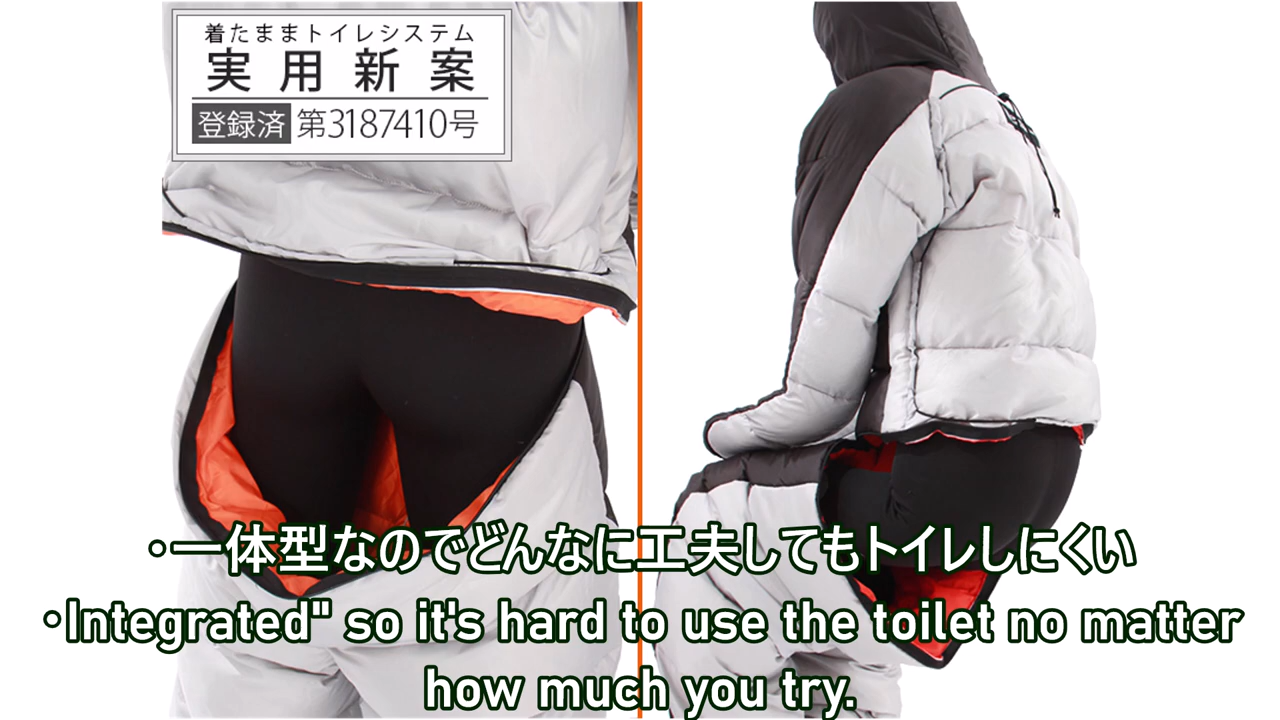 着たままトイレシステム
実用新案
登録済 第3187410号
・一体型なのでどんなに工夫してもトイレしにくい
・Integrated" so it's hard to use the toilet no matter
how much you try.